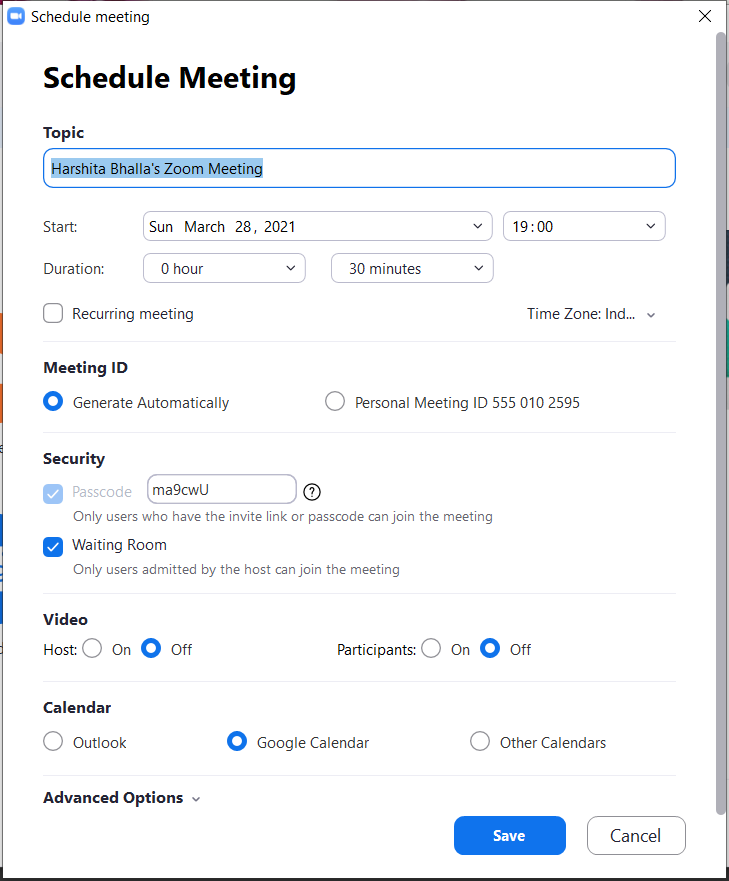 Schedule meeting
Schedule Meeting
Topic
Harshita Bhalla's Zoom Meeting
Start: Sun March 28, 2021 19:00
Duration: 0 hour 30 minutes
Recurring meeting Time Zone: Ind...
Meeting ID
Generate Automatically Personal Meeting ID 555 010 2595
Security
Passcode ma9cwU ?
Only users who have the invite link or passcode can join the meeting
Waiting Room
Only users admitted by the host can join the meeting
Video
Host: On Off Participants: On Off
Calendar
Outlook Google Calendar Other Calendars
Advanced Options
Save Cancel